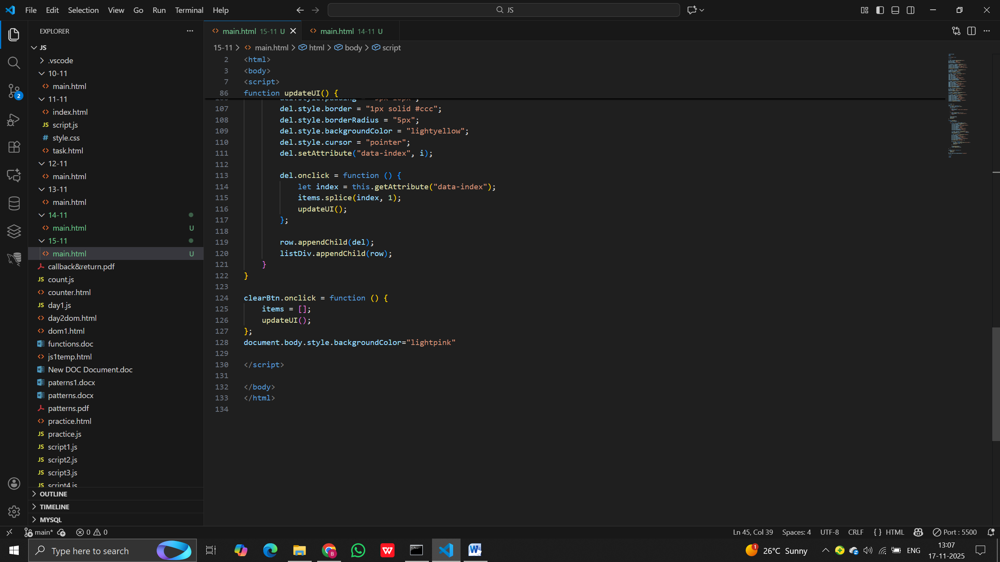 File Edit Selection View Go Run Terminal Help
JS
EXPLORER
JS
.vscode
10-11
main.html
11-11
index.html
JS script.js
# style.css
task.html
12-11
main.html
13-11
main.html
14-11
main.html U
15-11
main.html U
callback&return.pdf
JS count.js
counter.html
JS day1.js
day2dom.html
dom1.html
functions.doc
js1temp.html
New DOC Document.doc
paterns1.docx
patterns.docx
patterns.pdf
practice.html
JS practice.js
JS script1.js
JS script2.js
JS script3.js
JS script4.js
OUTLINE
TIMELINE
MYSQL
2
main.html 15-11 U
main.html 14-11 U
15-11 > main.html > html > body > script
2 <html>
3 <body>
7 <script>
86 function updateUI() {
107 del.style.border = "1px solid #ccc";
108 del.style.borderRadius = "5px";
109 del.style.backgroundColor = "lightyellow";
110 del.style.cursor = "pointer";
111 del.setAttribute("data-index", i);
112
113 del.onclick = function () {
114 let index = this.getAttribute("data-index");
115 items.splice(index, 1);
116 updateUI();
117 };
118
119 row.appendChild(del);
120 listDiv.appendChild(row);
121 }
122 }
123
124 clearBtn.onclick = function () {
125 items = [];
126 updateUI();
127 };
128 document.body.style.backgroundColor="lightpink"
129
130 </script>
131
132 </body>
133 </html>
134
main* 0 0
Ln 45, Col 39 Spaces: 4 UTF-8 CRLF {} HTML Port : 5500
Type here to search
B
W
W
1
26°C Sunny
ENG
13:07
17-11-2025